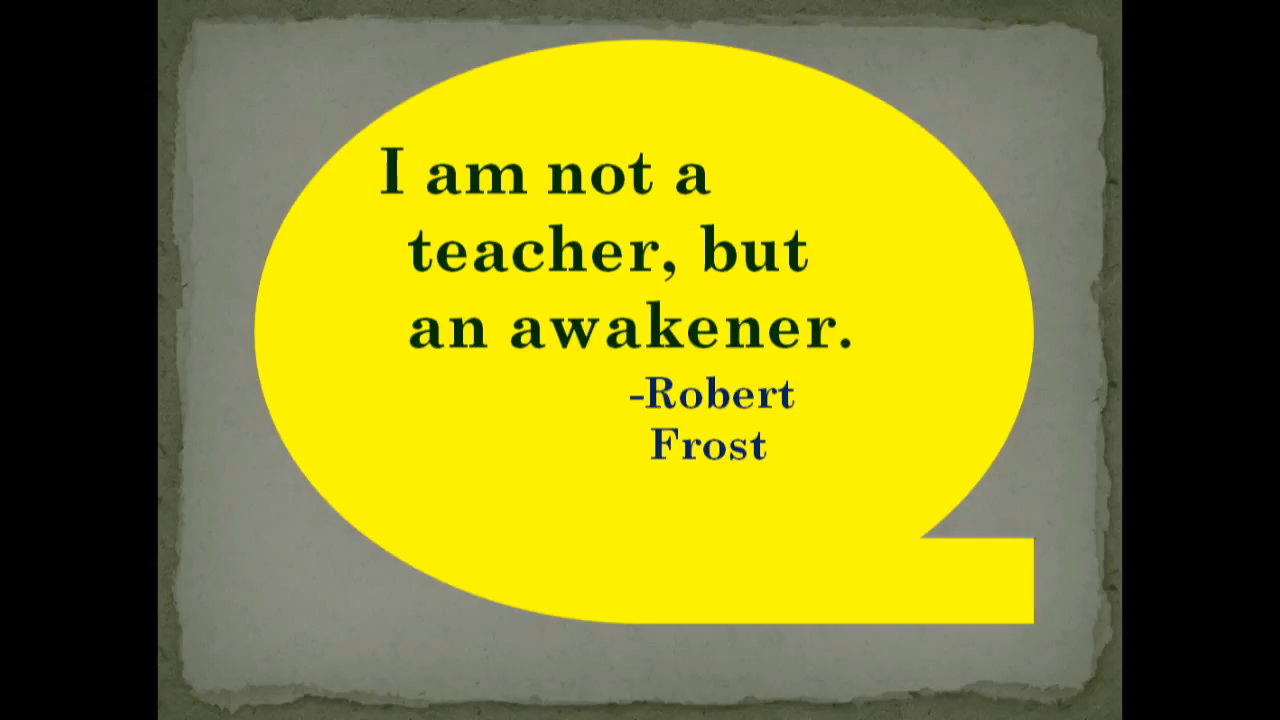 I am not a
teacher, but
an awakener.
-Robert
Frost